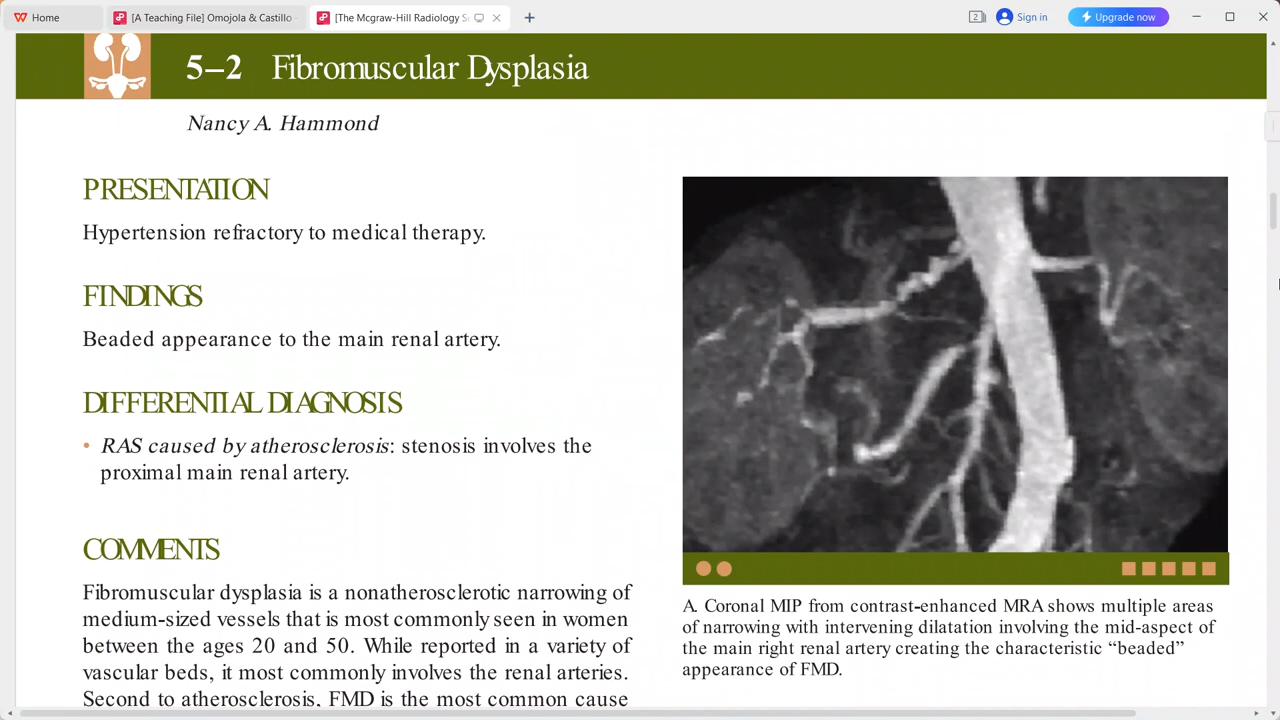 Home
[A Teaching File] Omojola & Castillo
[The Mcgraw-Hill Radiology S
2
Sign in
Upgrade now
5–2 Fibromuscular Dysplasia
Nancy A. Hammond
PRESENTATION
Hypertension refractory to medical therapy.
FINDINGS
Beaded appearance to the main renal artery.
DIFFERENTIAL DIAGNOSIS
• RAS caused by atherosclerosis: stenosis involves the
proximal main renal artery.
COMMENTS
Fibromuscular dysplasia is a nonatherosclerotic narrowing of
medium-sized vessels that is most commonly seen in women
between the ages 20 and 50. While reported in a variety of
vascular beds, it most commonly involves the renal arteries.
Second to atherosclerosis, FMD is the most common cause
A. Coronal MIP from contrast-enhanced MRA shows multiple areas
of narrowing with intervening dilatation involving the mid-aspect of
the main right renal artery creating the characteristic “beaded”
appearance of FMD.